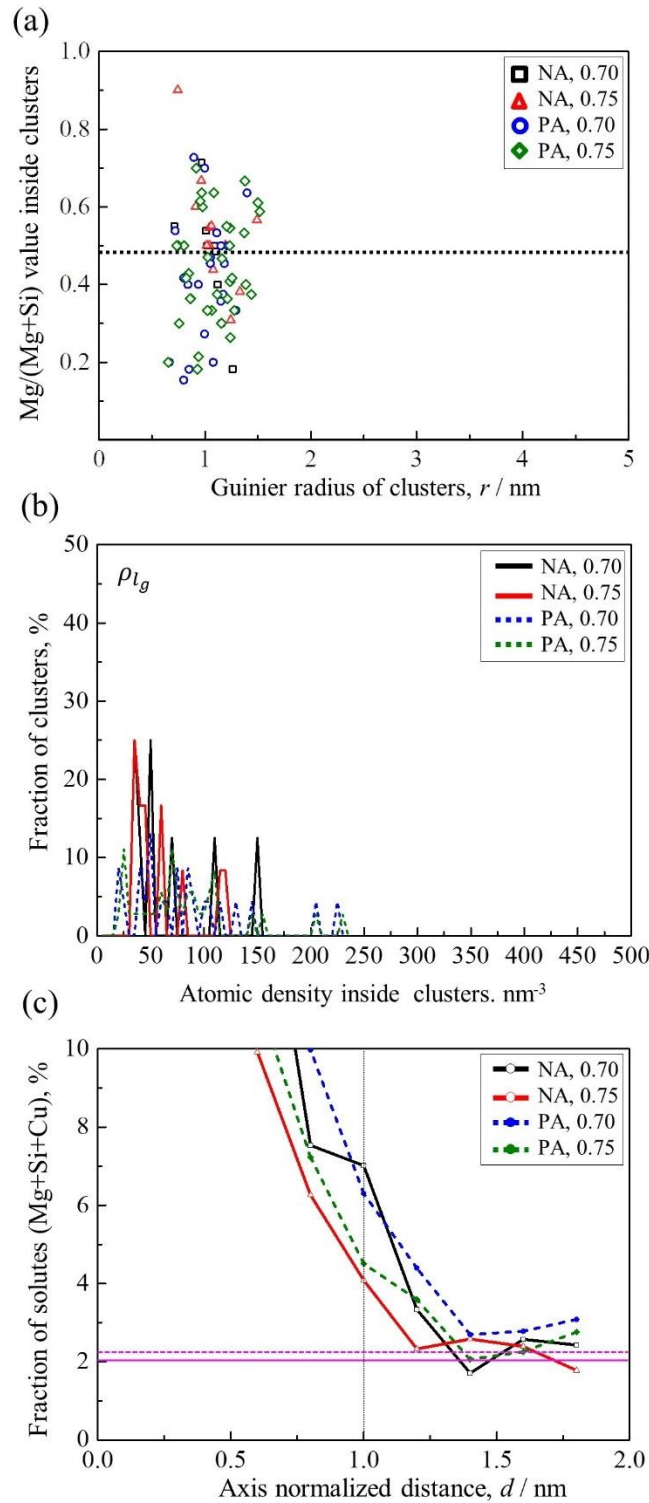 (a)
1.0
0.8
0.6
0.4
0.2
Mg/(Mg+Si) value inside clusters
NA, 0.70
NA, 0.75
PA, 0.70
PA, 0.75
0 1 2 3 4 5
Guinier radius of clusters, r / nm
(b)
50
40
30
20
10
0
Fraction of clusters, %
ρ_{l_g}
NA, 0.70
NA, 0.75
PA, 0.70
PA, 0.75
50 100 150 200 250 300 350 400 450 500
Atomic density inside clusters. nm⁻³
(c)
10
8
6
4
2
0
Fraction of solutes (Mg+Si+Cu), %
NA, 0.70
NA, 0.75
PA, 0.70
PA, 0.75
0.0 0.5 1.0 1.5 2.0
Axis normalized distance, d / nm